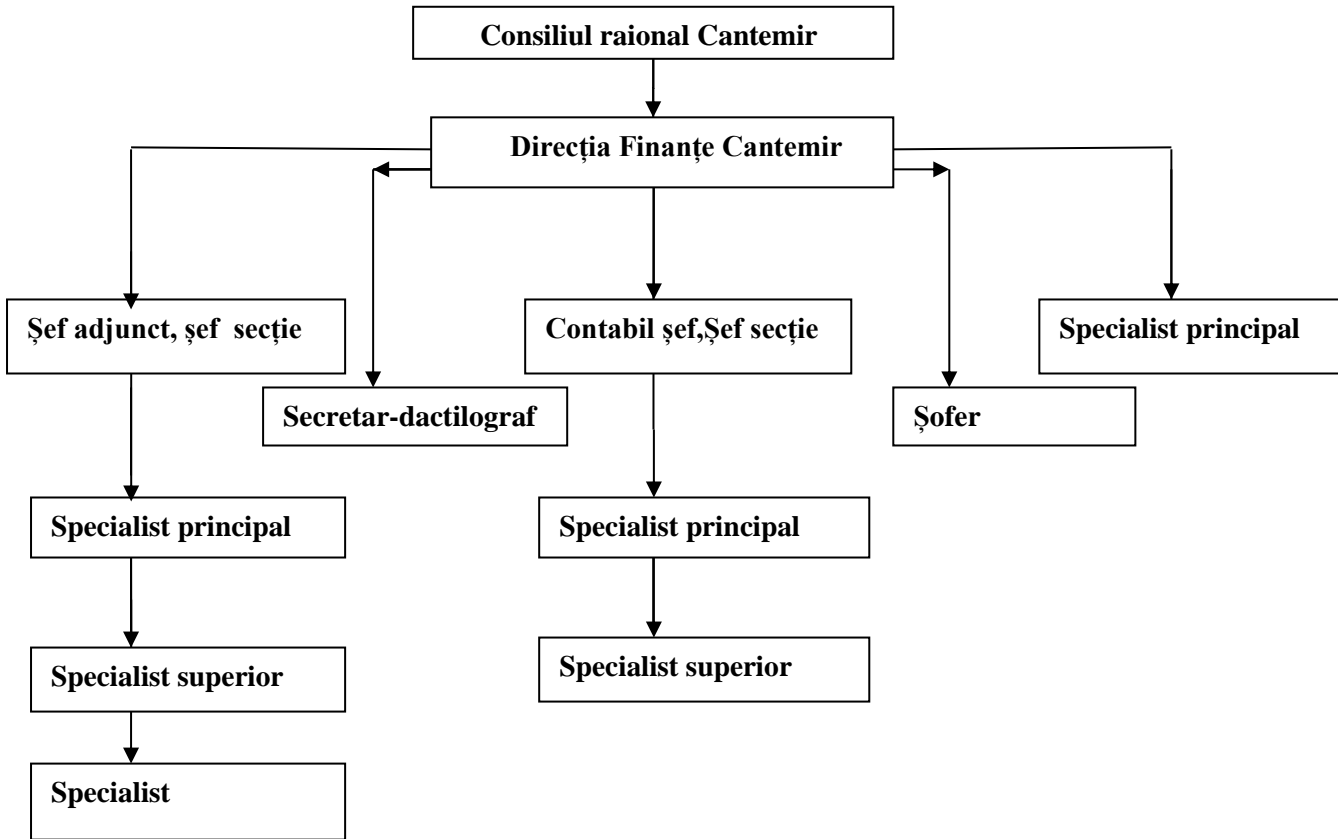 Consiliul raional Cantemir
Direcția Finanțe Cantemir
Șef adjunct, șef secție
Contabil șef,Șef secție
Specialist principal
Secretar-dactilograf
Șofer
Specialist principal
Specialist principal
Specialist superior
Specialist superior
Specialist